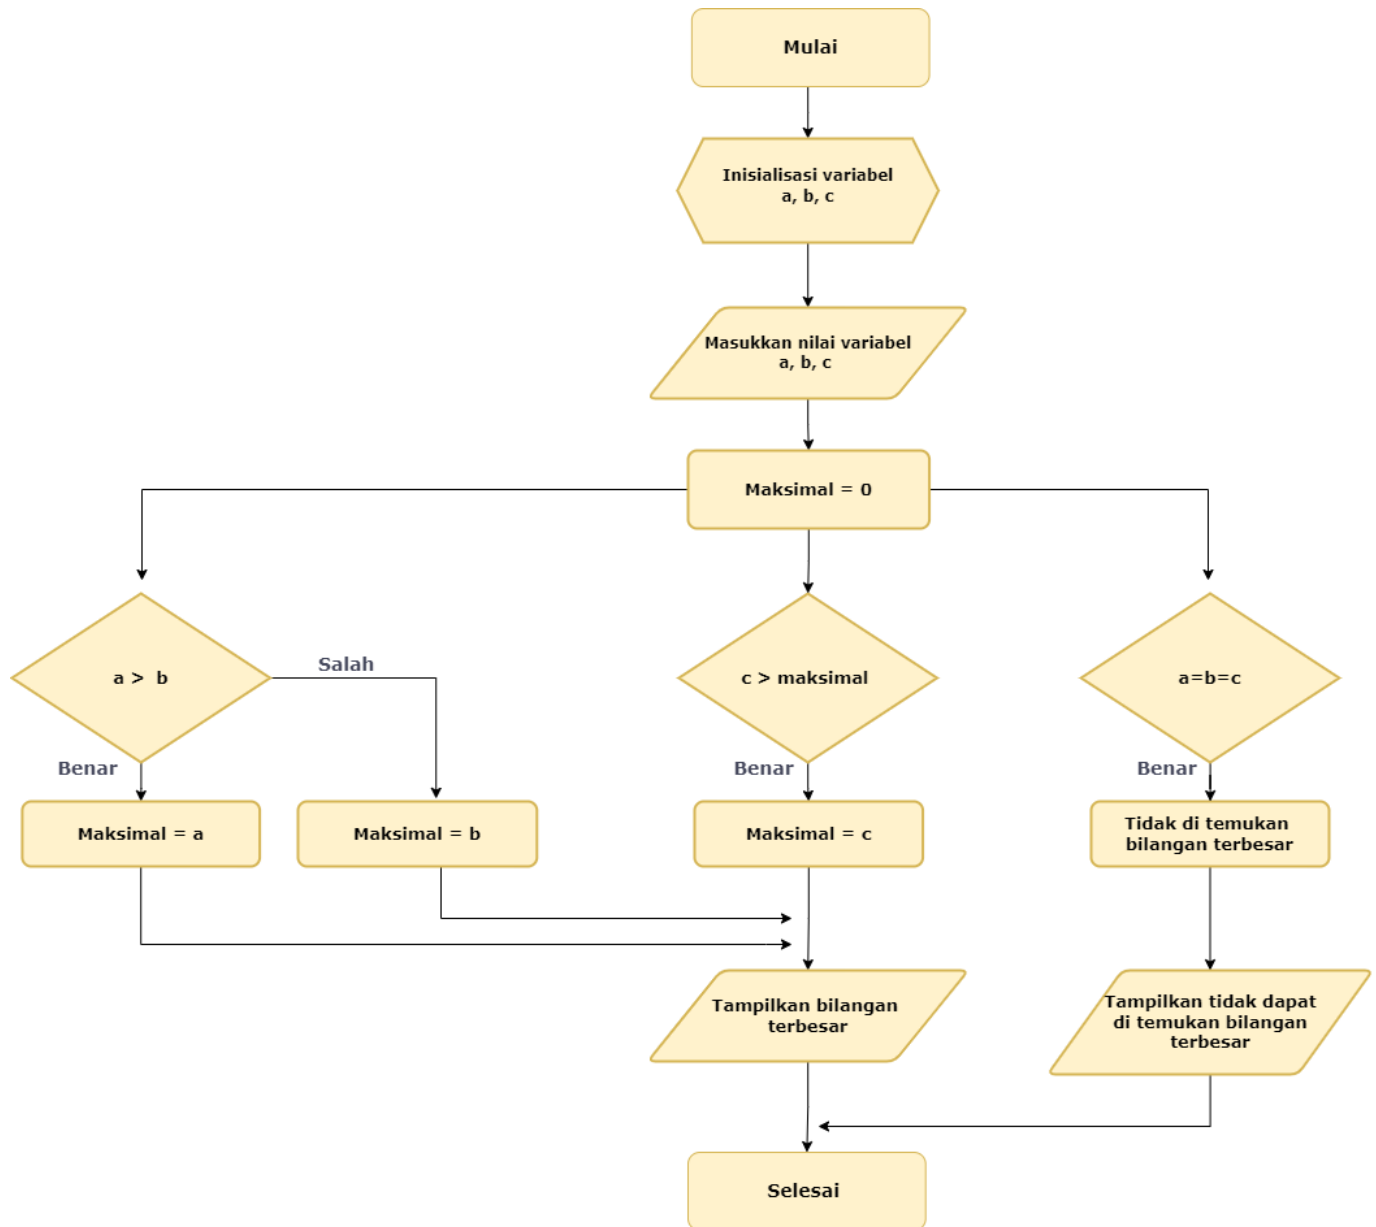 Mulai
Inisialisasi variabel
a, b, c
Masukkan nilai variabel
a, b, c
Maksimal = 0
a >  b
Salah
c > maksimal
a=b=c
Benar
Benar
Benar
Maksimal = a
Maksimal = b
Maksimal = c
Tidak di temukan
bilangan terbesar
Tampilkan bilangan
terbesar
Tampilkan tidak dapat
di temukan bilangan
terbesar
Selesai